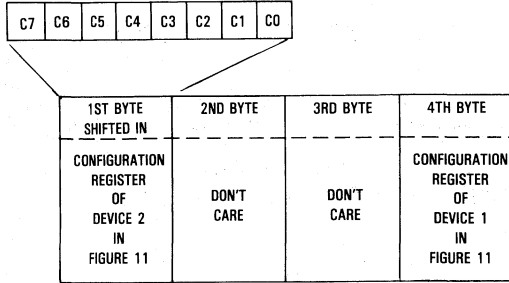 C7 C6 C5 C4 C3 C2 C1 C0
1ST BYTE SHIFTED IN
2ND BYTE
3RD BYTE
4TH BYTE
CONFIGURATION
REGISTER
OF
DEVICE 2
IN
FIGURE 11
DON'T
CARE
DON'T
CARE
CONFIGURATION
REGISTER
OF
DEVICE 1
IN
FIGURE 11